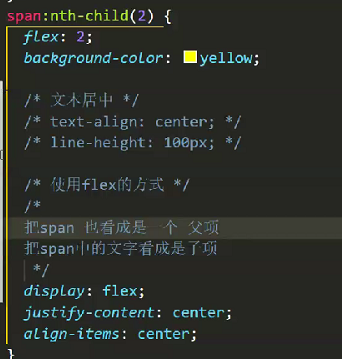 span:nth-child(2) {
flex: 2;
background-color: yellow;
/* 文本居中 */
/* text-align: center; */
/* line-height: 100px; */
/* 使用flex的方式 */
/*
把span 也看成是一个 父项
把span中的文字看成是了项
*/
display: flex;
justify-content: center;
align-items: center;
}